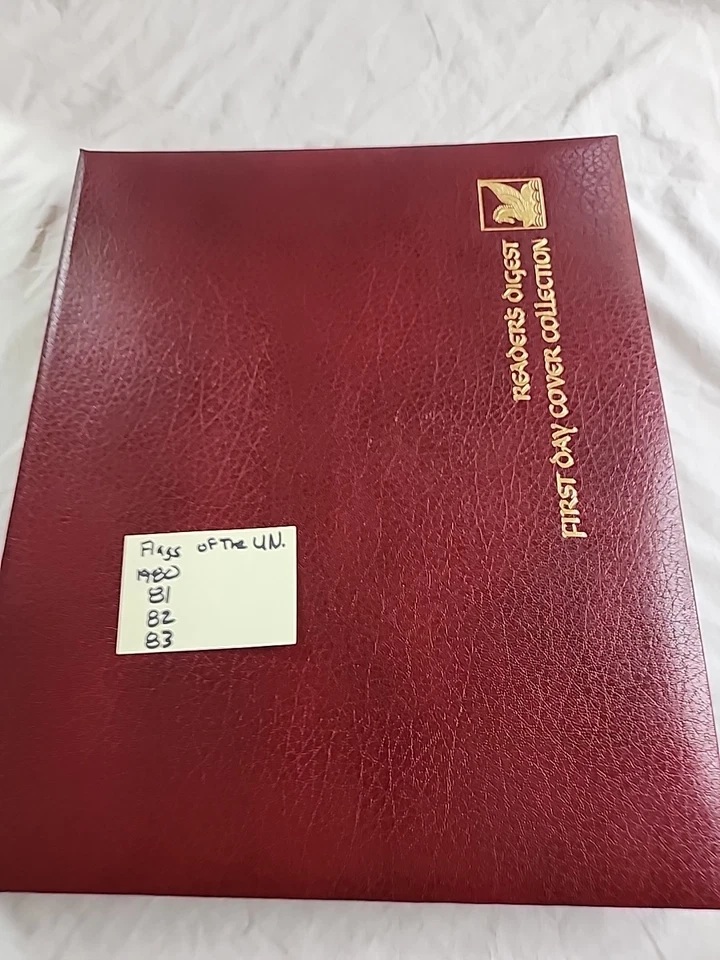 READER'S DIGEST
FIRST DAY COVER COLLECTION
Flags of The U.N.
1980
81
82
83